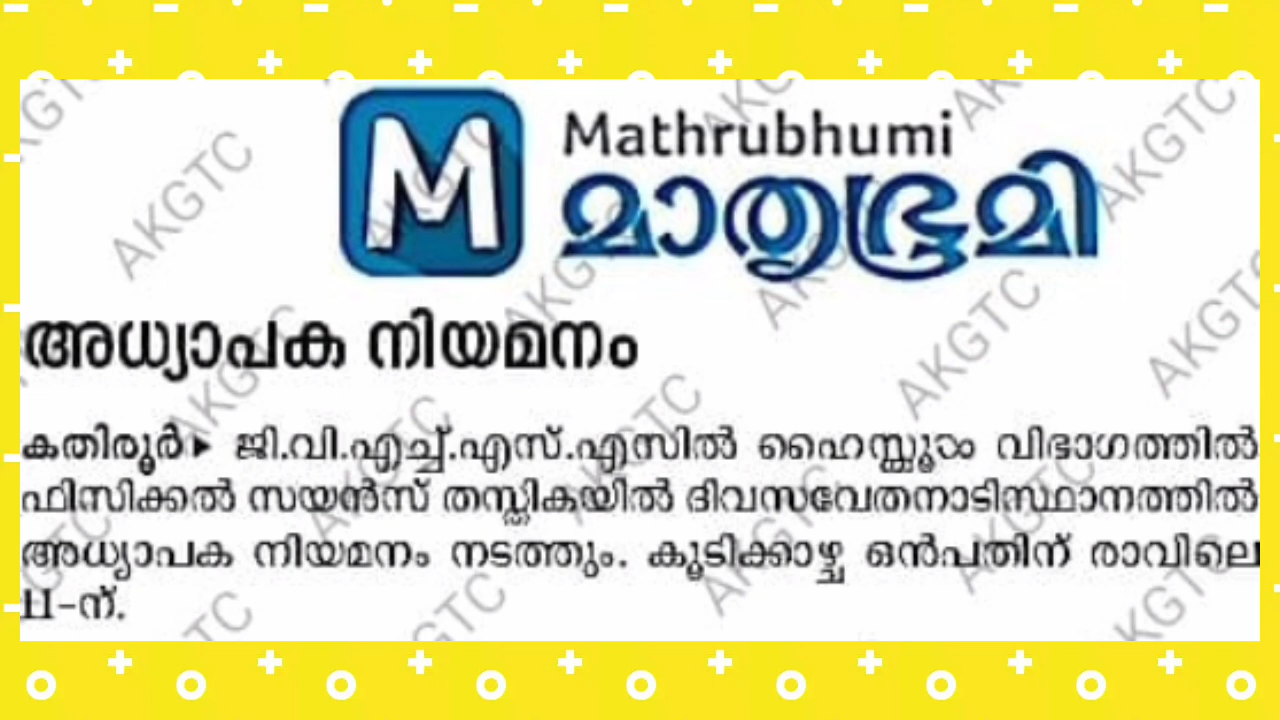 Mathrubhumi
മാതൃഭൂമി
അധ്യാപക നിയമനം
കതിരൂർ▸ ജി.വി.എച്ച്.എസ്.എസിൽ ഹൈസ്കൂൾ വിഭാഗത്തിൽ
ഫിസിക്കൽ സയൻസ് തസ്തികയിൽ ദിവസവേതനാടിസ്ഥാനത്തിൽ
അധ്യാപക നിയമനം നടത്തും. കൂടിക്കാഴ്ച ഒൻപതിന് രാവിലെ
11-ന്.
AKGTC